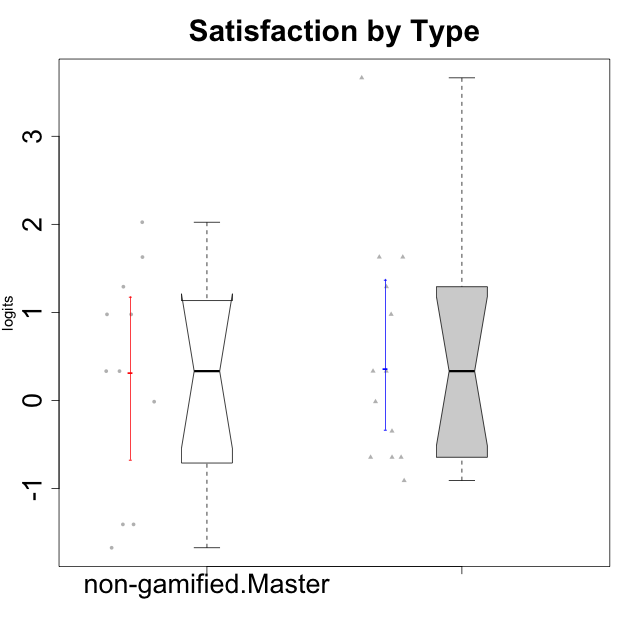 Satisfaction by Type
logits
3
2
1
0
-1
non-gamified.Master